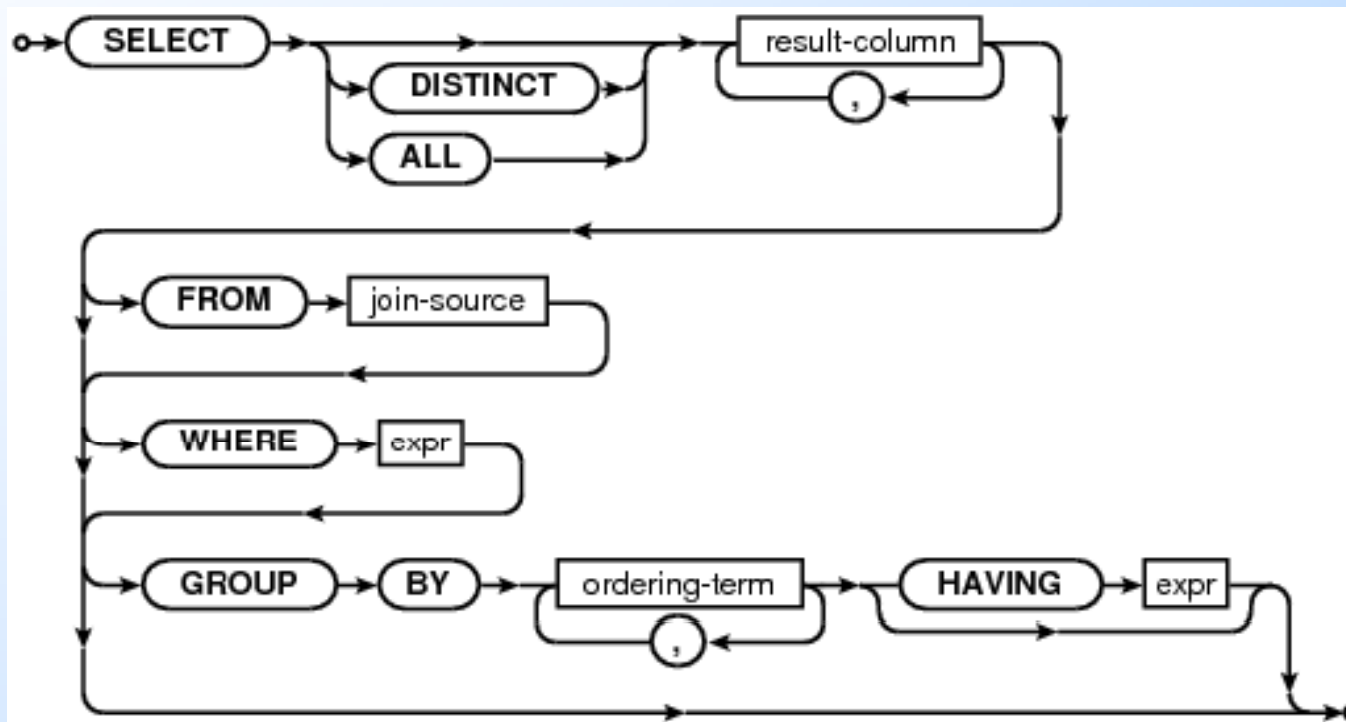 SELECT result-column
DISTINCT ,
ALL
FROM join-source
WHERE expr
GROUP BY ordering-term HAVING expr
,